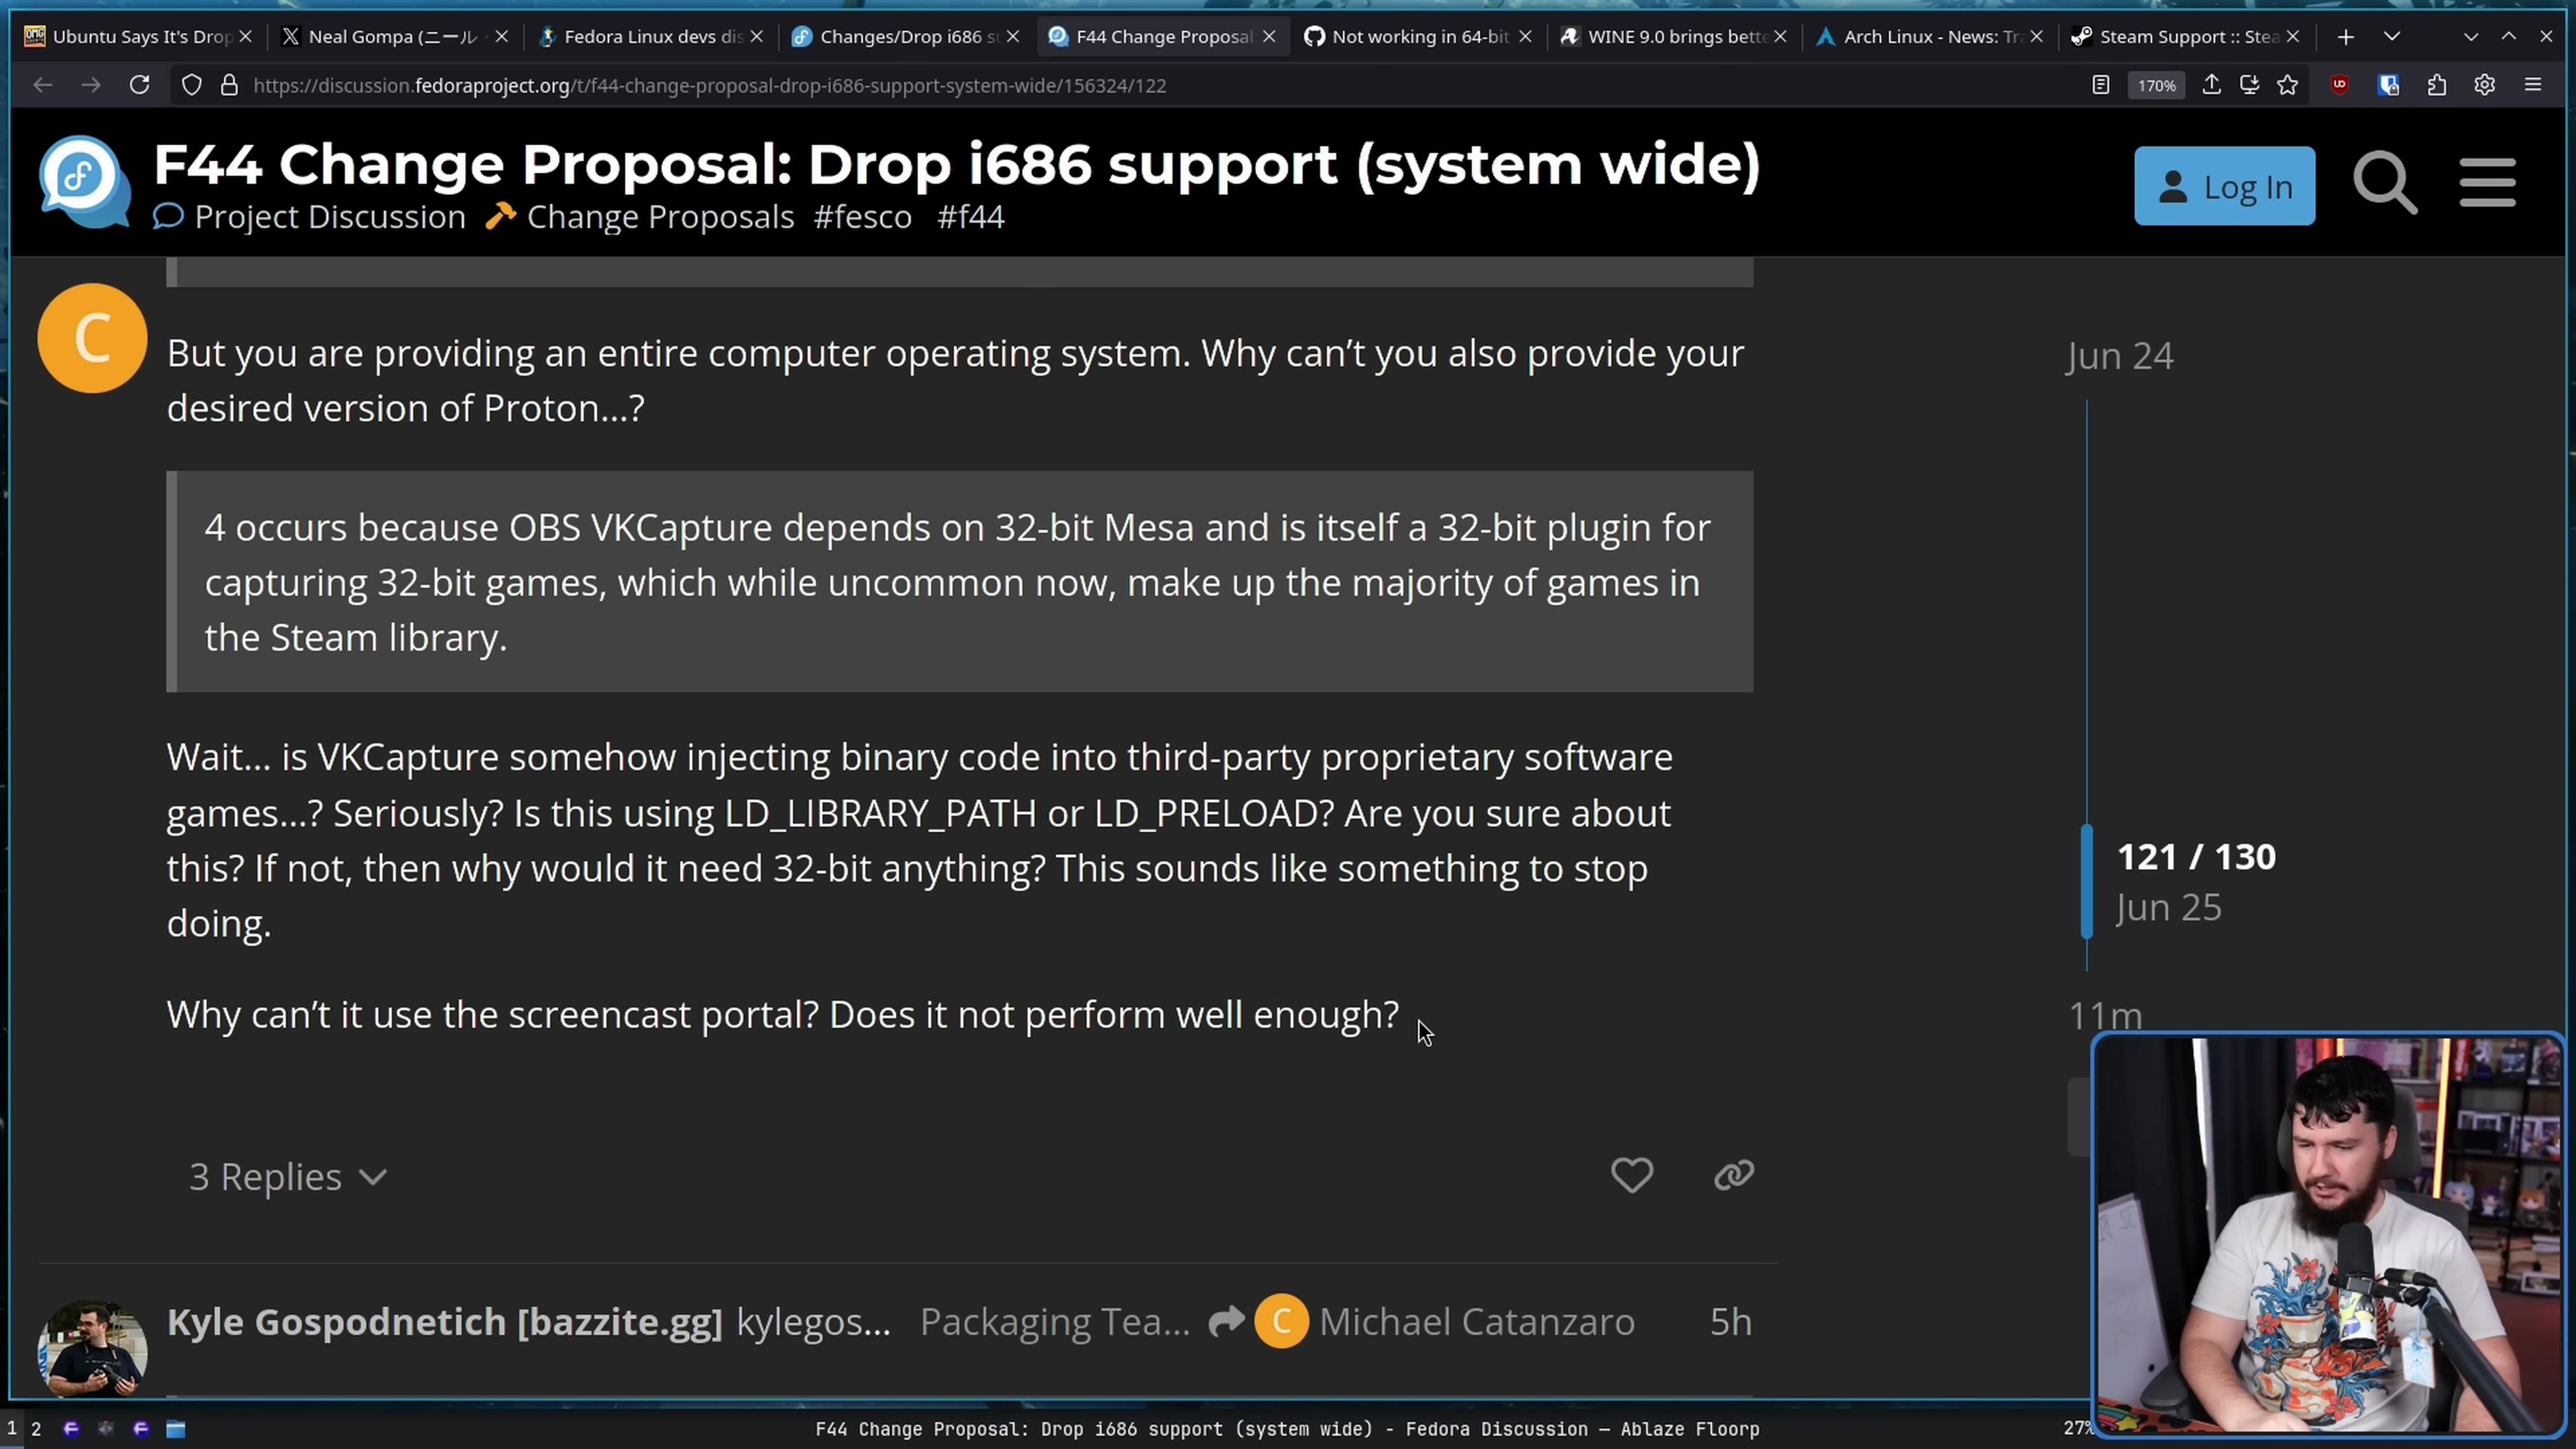 Ubuntu Says It's Drop
Neal Gompa (ニール
Fedora Linux devs dis
Changes/Drop i686 su
F44 Change Proposal
Not working in 64-bit
WINE 9.0 brings bette
Arch Linux - News: Tra
Steam Support :: Stea
https://discussion.fedoraproject.org/t/f44-change-proposal-drop-i686-support-system-wide/156324/122
170%
F44 Change Proposal: Drop i686 support (system wide)
Project Discussion Change Proposals #fesco #f44
Log In
C
But you are providing an entire computer operating system. Why can’t you also provide your
desired version of Proton…?
4 occurs because OBS VKCapture depends on 32-bit Mesa and is itself a 32-bit plugin for
capturing 32-bit games, which while uncommon now, make up the majority of games in
the Steam library.
Wait… is VKCapture somehow injecting binary code into third-party proprietary software
games…? Seriously? Is this using LD_LIBRARY_PATH or LD_PRELOAD? Are you sure about
this? If not, then why would it need 32-bit anything? This sounds like something to stop
doing.
Why can’t it use the screencast portal? Does it not perform well enough?
3 Replies
Jun 24
121 / 130
Jun 25
11m
Kyle Gospodnetich [bazzite.gg] kylegos… Packaging Tea… C Michael Catanzaro 5h
1 2
F44 Change Proposal: Drop i686 support (system wide) - Fedora Discussion — Ablaze Floorp
27%